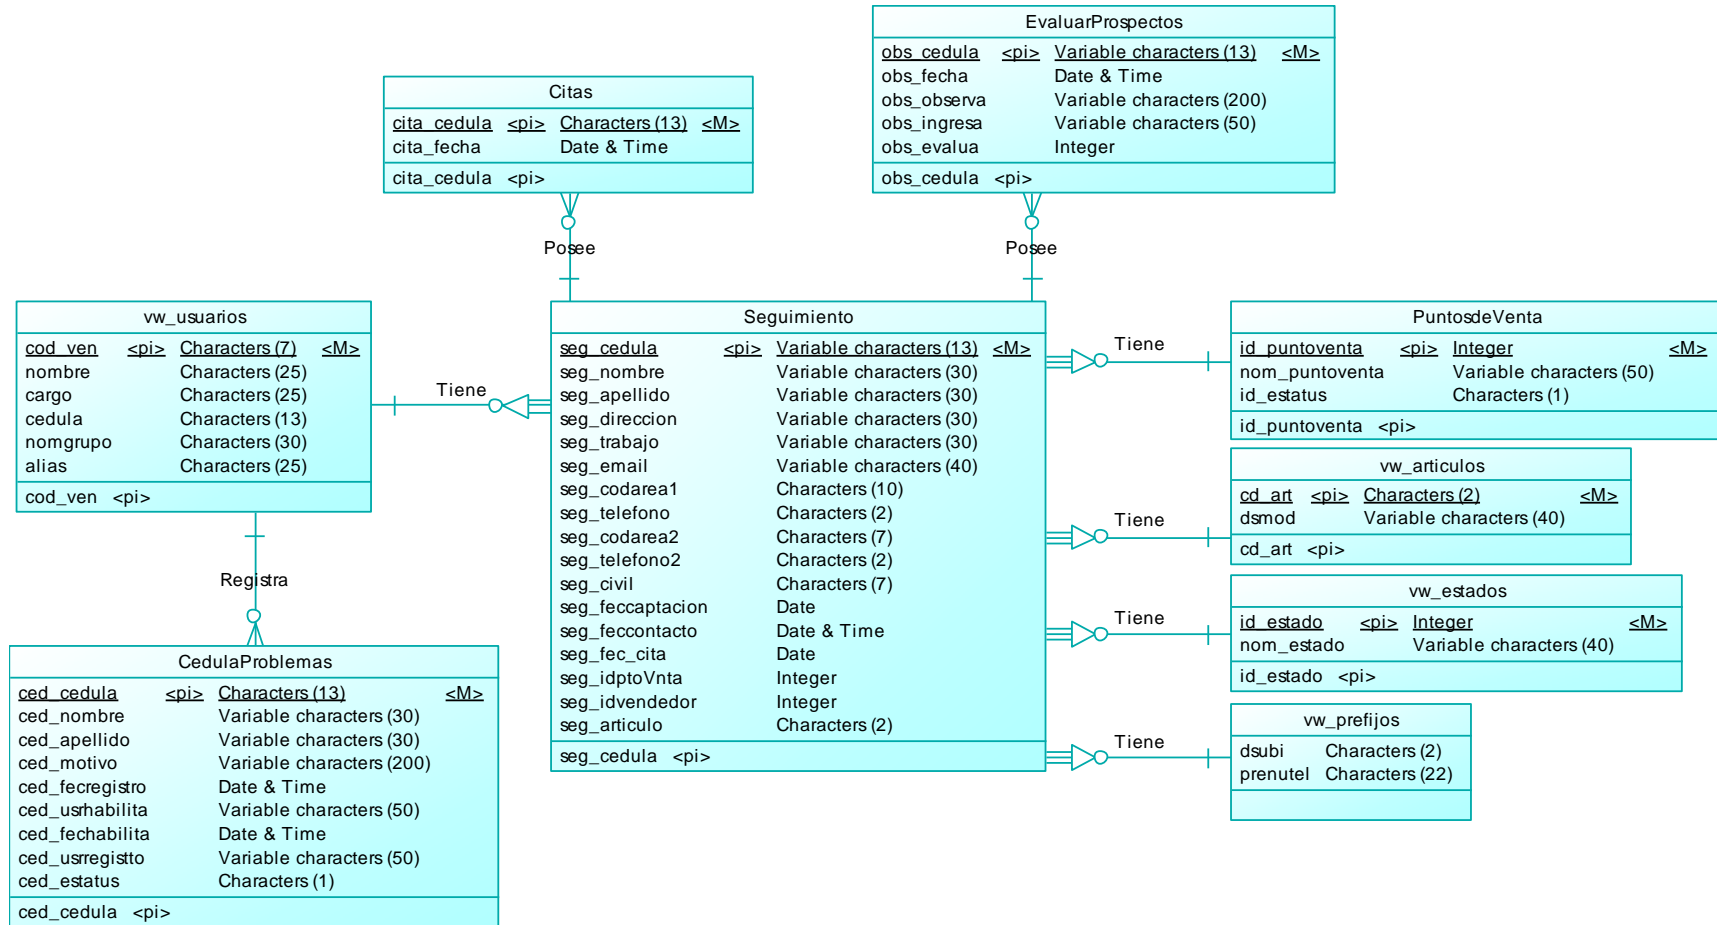 EvaluarProspectos
obs_cedula <pi> Variable characters (13) <M>
obs_fecha Date & Time
obs_observa Variable characters (200)
obs_ingresa Variable characters (50)
obs_evalua Integer
obs_cedula <pi>
Citas
cita_cedula <pi> Characters (13) <M>
cita_fecha Date & Time
cita_cedula <pi>
Posee
Posee
vw_usuarios
cod_ven <pi> Characters (7) <M>
nombre Characters (25)
cargo Characters (25)
cedula Characters (13)
nomgrupo Characters (30)
alias Characters (25)
cod_ven <pi>
Tiene
Seguimiento
seg_cedula <pi> Variable characters (13) <M>
seg_nombre Variable characters (30)
seg_apellido Variable characters (30)
seg_direccion Variable characters (30)
seg_trabajo Variable characters (30)
seg_email Variable characters (40)
seg_codarea1 Characters (10)
seg_telefono Characters (2)
seg_codarea2 Characters (7)
seg_telefono2 Characters (2)
seg_civil Characters (7)
seg_feccaptacion Date
seg_feccontacto Date & Time
seg_fec_cita Date
seg_idptoVnta Integer
seg_idvendedor Integer
seg_articulo Characters (2)
seg_cedula <pi>
Tiene
PuntosdeVenta
id_puntoventa <pi> Integer <M>
nom_puntoventa Variable characters (50)
id_estatus Characters (1)
id_puntoventa <pi>
Tiene
vw_articulos
cd_art <pi> Characters (2) <M>
dsmod Variable characters (40)
cd_art <pi>
Tiene
vw_estados
id_estado <pi> Integer <M>
nom_estado Variable characters (40)
id_estado <pi>
Tiene
vw_prefijos
dsubi Characters (2)
prenutel Characters (22)
Registra
CedulaProblemas
ced_cedula <pi> Characters (13) <M>
ced_nombre Variable characters (30)
ced_apellido Variable characters (30)
ced_motivo Variable characters (200)
ced_fecregistro Date & Time
ced_usrhabilita Variable characters (50)
ced_fechabilita Date & Time
ced_usrregistto Variable characters (50)
ced_estatus Characters (1)
ced_cedula <pi>